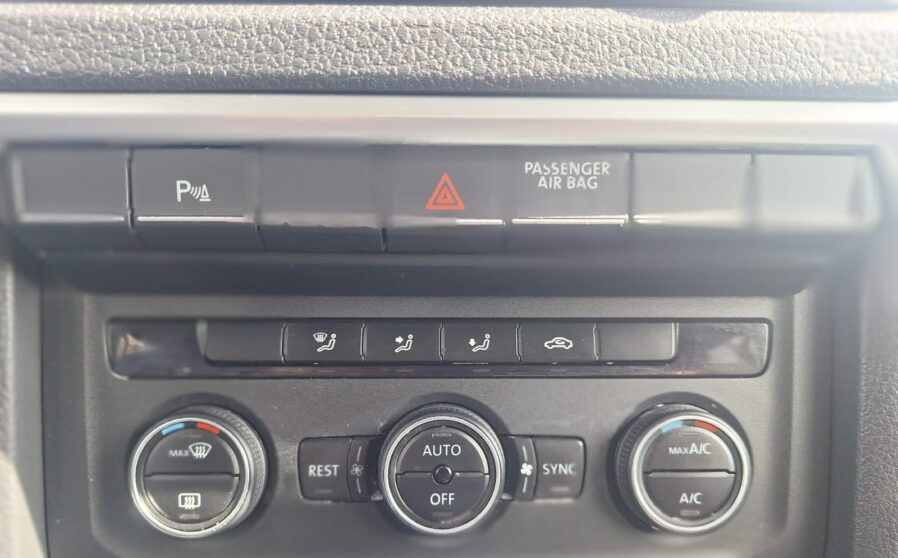 P
PASSENGER
AIR BAG
MAX
REST
AUTO
OFF
SYNC
MAX A/C
A/C